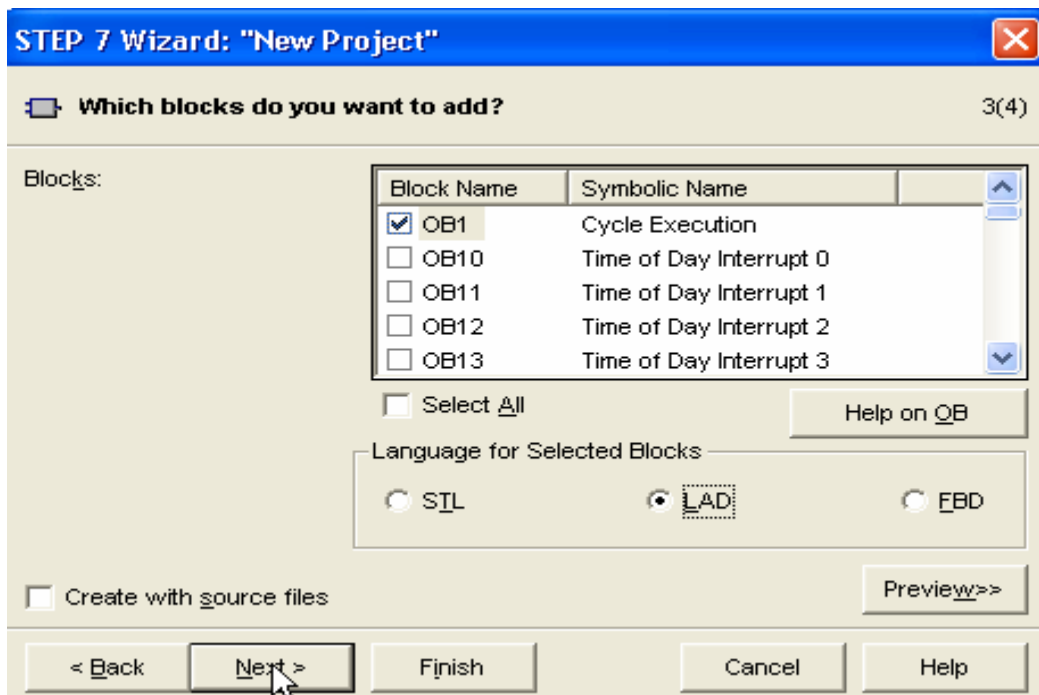 STEP 7 Wizard: "New Project"
Which blocks do you want to add? 3(4)
Blocks:
Block Name Symbolic Name
OB1 Cycle Execution
OB10 Time of Day Interrupt 0
OB11 Time of Day Interrupt 1
OB12 Time of Day Interrupt 2
OB13 Time of Day Interrupt 3
Select All
Help on OB
Language for Selected Blocks
STL LAD FBD
Create with source files
Preview>>
< Back Next > Finish Cancel Help